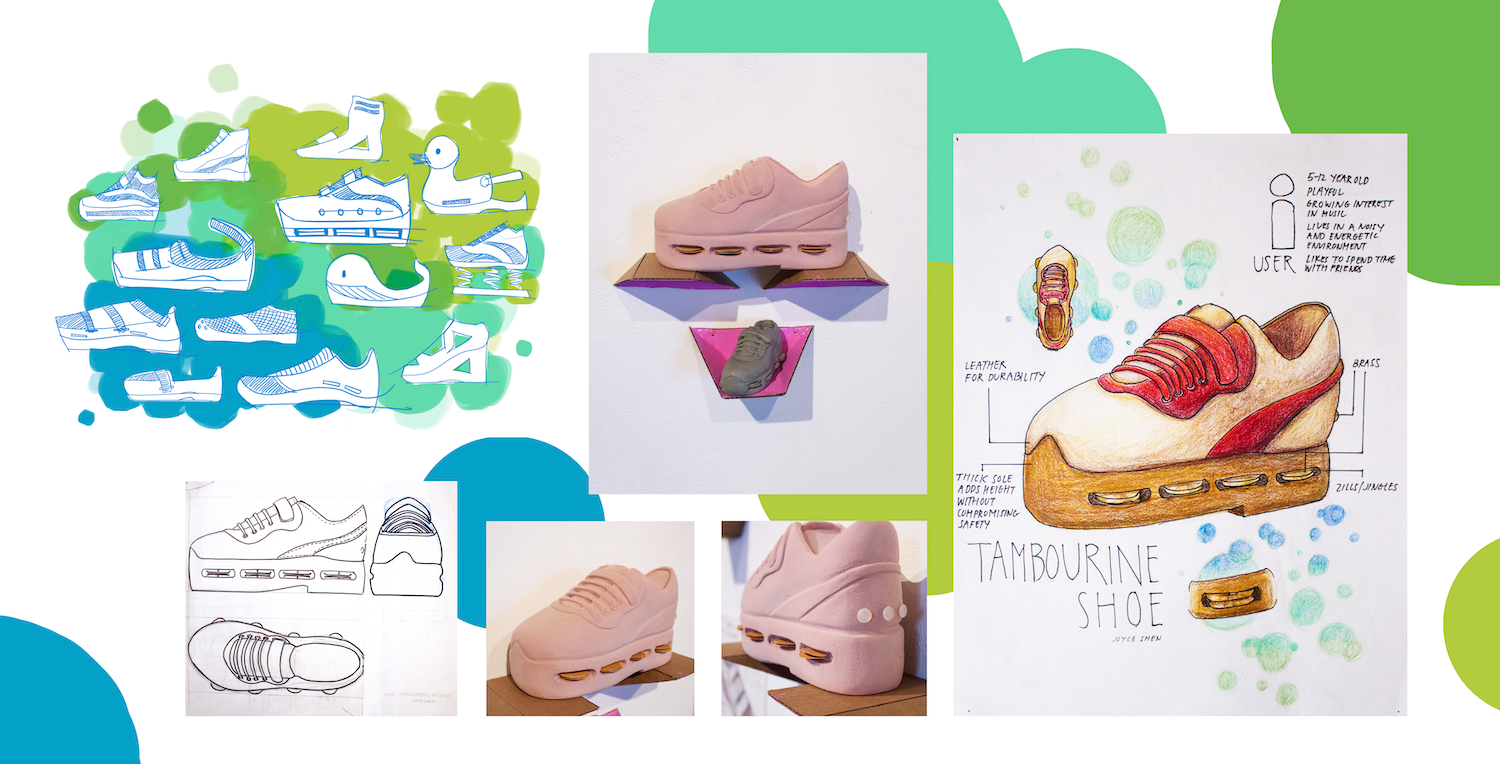 5-12 YEAR OLD
PLAYFUL
GROWING INTEREST
IN MUSIC
LIVES IN A NOISY
AND ENERGETIC
ENVIRONMENT
LIKES TO SPEND TIME
WITH FRIENDS
USER
LEATHER
FOR DURABILITY
BRASS
THICK SOLE
ADDS HEIGHT
WITHOUT
COMPROMISING
SAFETY
ZILLS/JINGLES
TAMBOURINE
SHOE
JOYCE SHEN